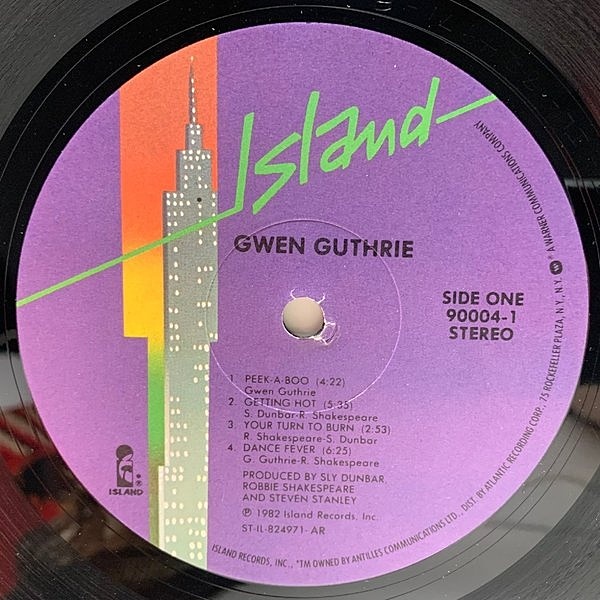 Island
GWEN GUTHRIE
SIDE ONE
90004-1
STEREO
1. PEEK-A-BOO (4:22)
Gwen Guthrie
2. GETTING HOT (5:35)
S. Dunbar-R. Shakespeare
3. YOUR TURN TO BURN (2:53)
R. Shakespeare-S. Dunbar
4. DANCE FEVER (6:25)
G. Guthrie-R. Shakespeare
PRODUCED BY SLY DUNBAR,
ROBBIE SHAKESPEARE
AND STEVEN STANLEY
℗ 1982 Island Records, Inc.
ST-IL-824971-AR
®
ISLAND
ISLAND RECORDS, INC., *TM OWNED BY ANTILLES COMMUNICATIONS LTD., DIST. BY ATLANTIC RECORDING CORP., 75 ROCKEFELLER PLAZA, N.Y., N.Y. W * A WARNER COMMUNICATIONS COMPANY